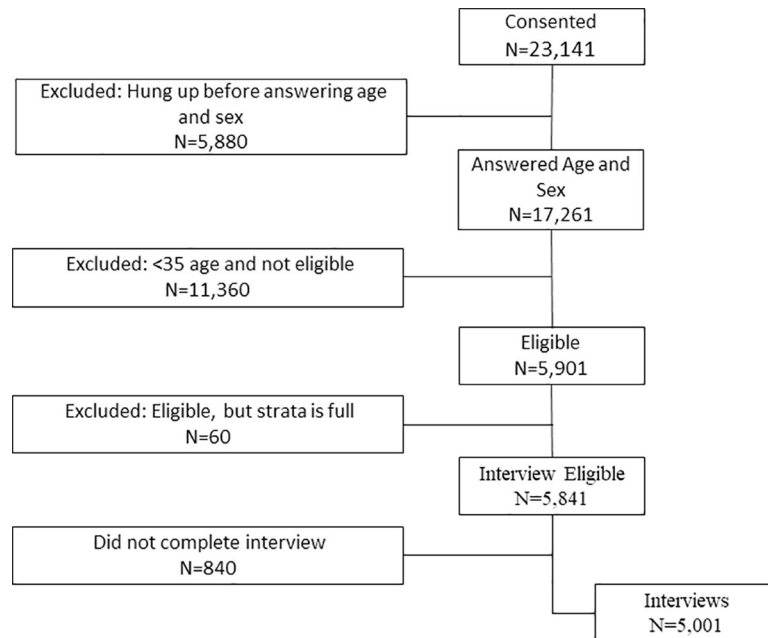 Consented
N=23,141
Excluded: Hung up before answering age
and sex
N=5,880
Answered Age and
Sex
N=17,261
Excluded: <35 age and not eligible
N=11,360
Eligible
N=5,901
Excluded: Eligible, but strata is full
N=60
Interview Eligible
N=5,841
Did not complete interview
N=840
Interviews
N=5,001